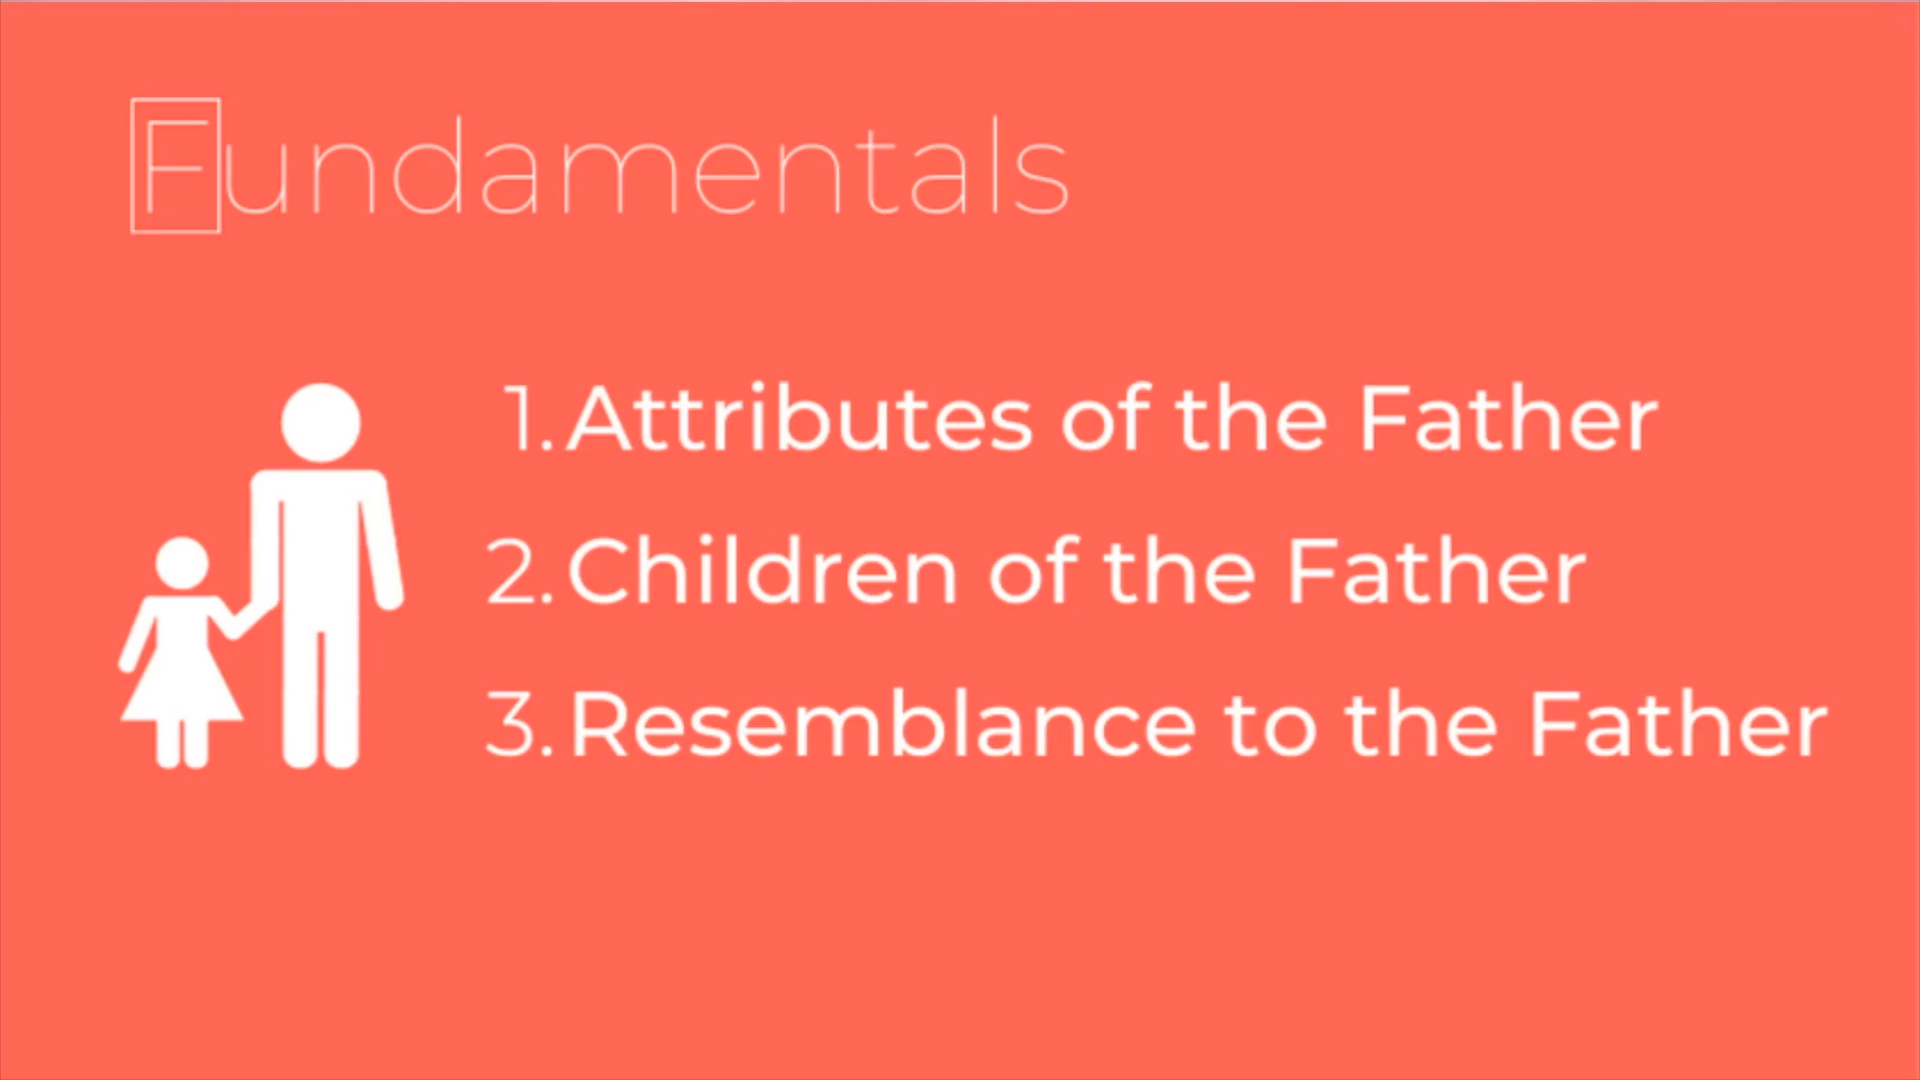 Fundamentals
1. Attributes of the Father
2. Children of the Father
3. Resemblance to the Father